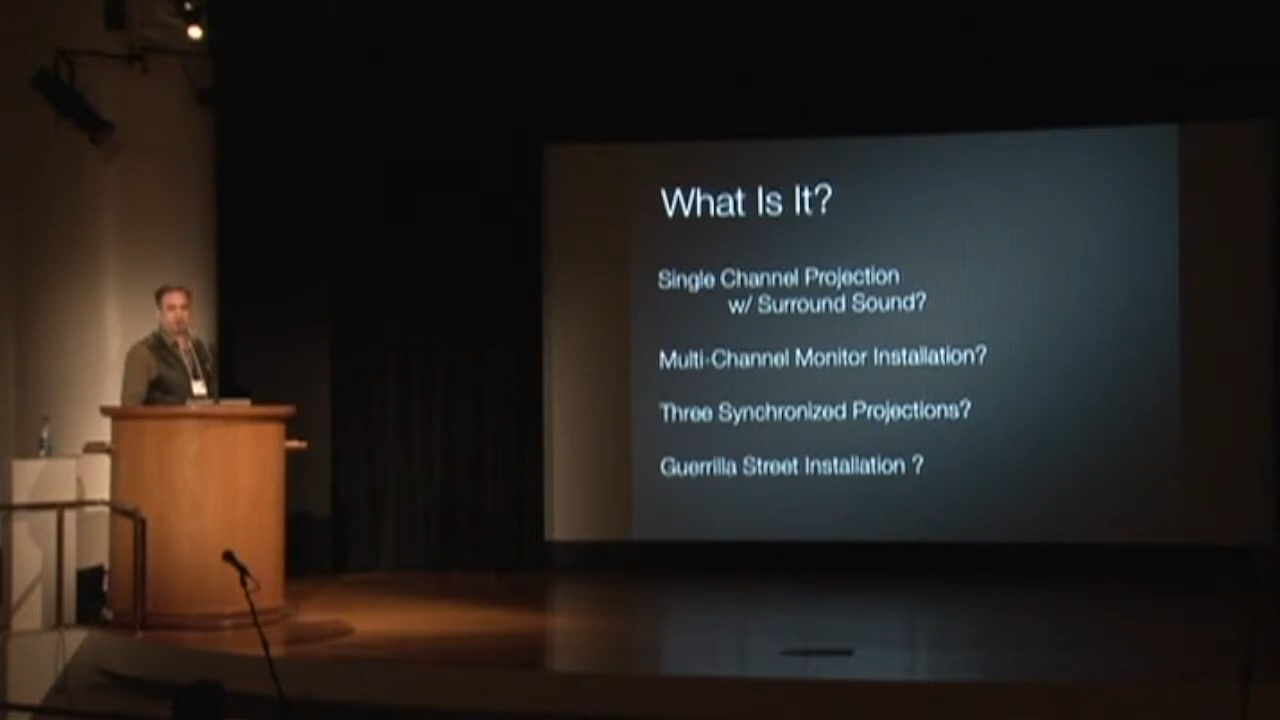 What Is It?
Single Channel Projection
w/ Surround Sound?
Multi-Channel Monitor Installation?
Three Synchronized Projections?
Guerrilla Street Installation ?